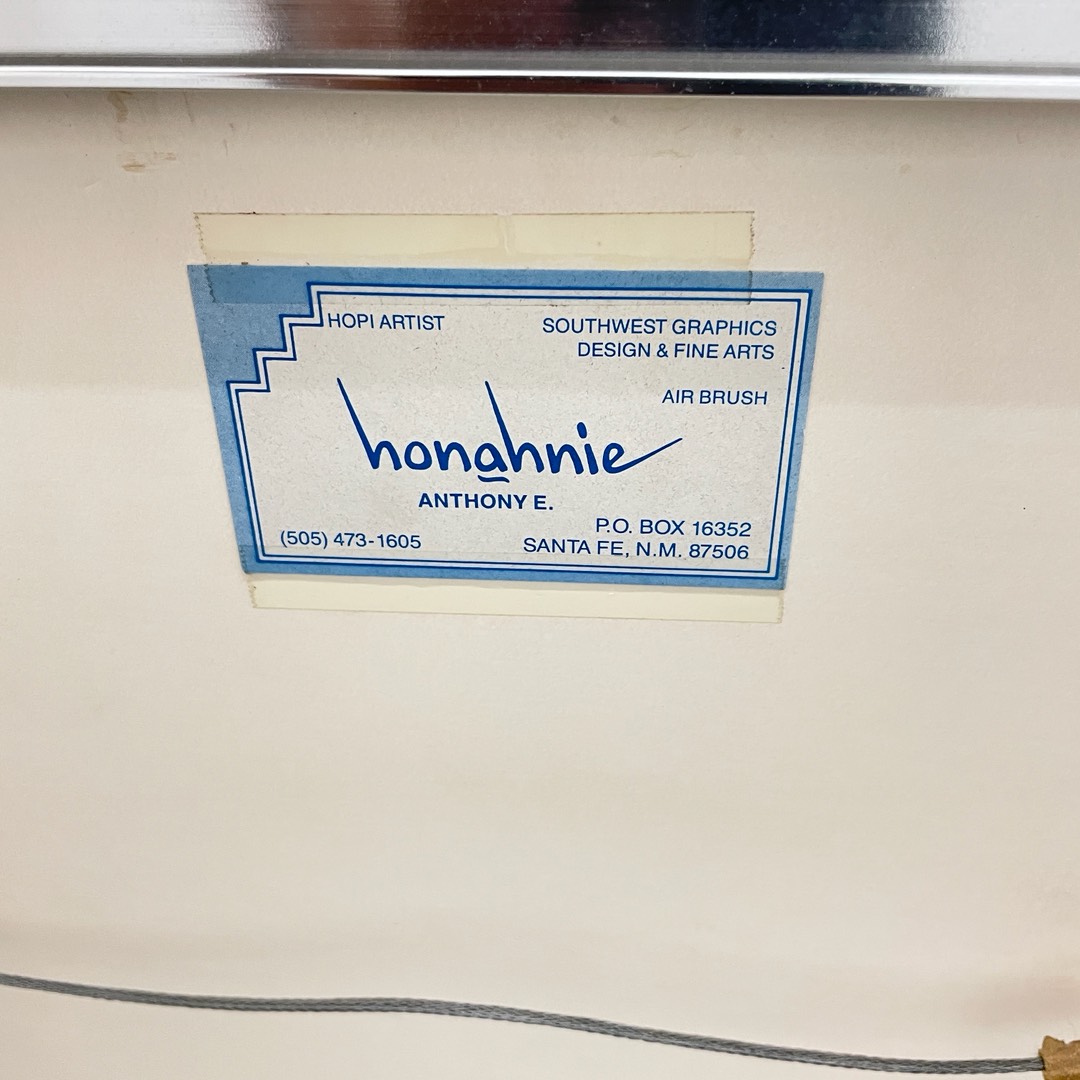 HOPI ARTIST
SOUTHWEST GRAPHICS
DESIGN & FINE ARTS
AIR BRUSH
honahnie
ANTHONY E.
(505) 473-1605
P.O. BOX 16352
SANTA FE, N.M. 87506